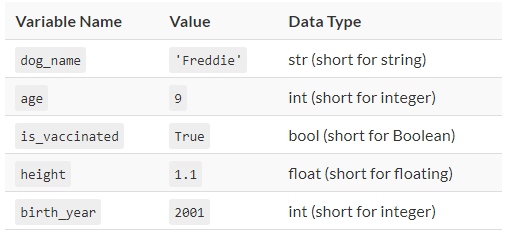 Variable Name Value Data Type
dog_name 'Freddie' str (short for string)
age 9 int (short for integer)
is_vaccinated True bool (short for Boolean)
height 1.1 float (short for floating)
birth_year 2001 int (short for integer)